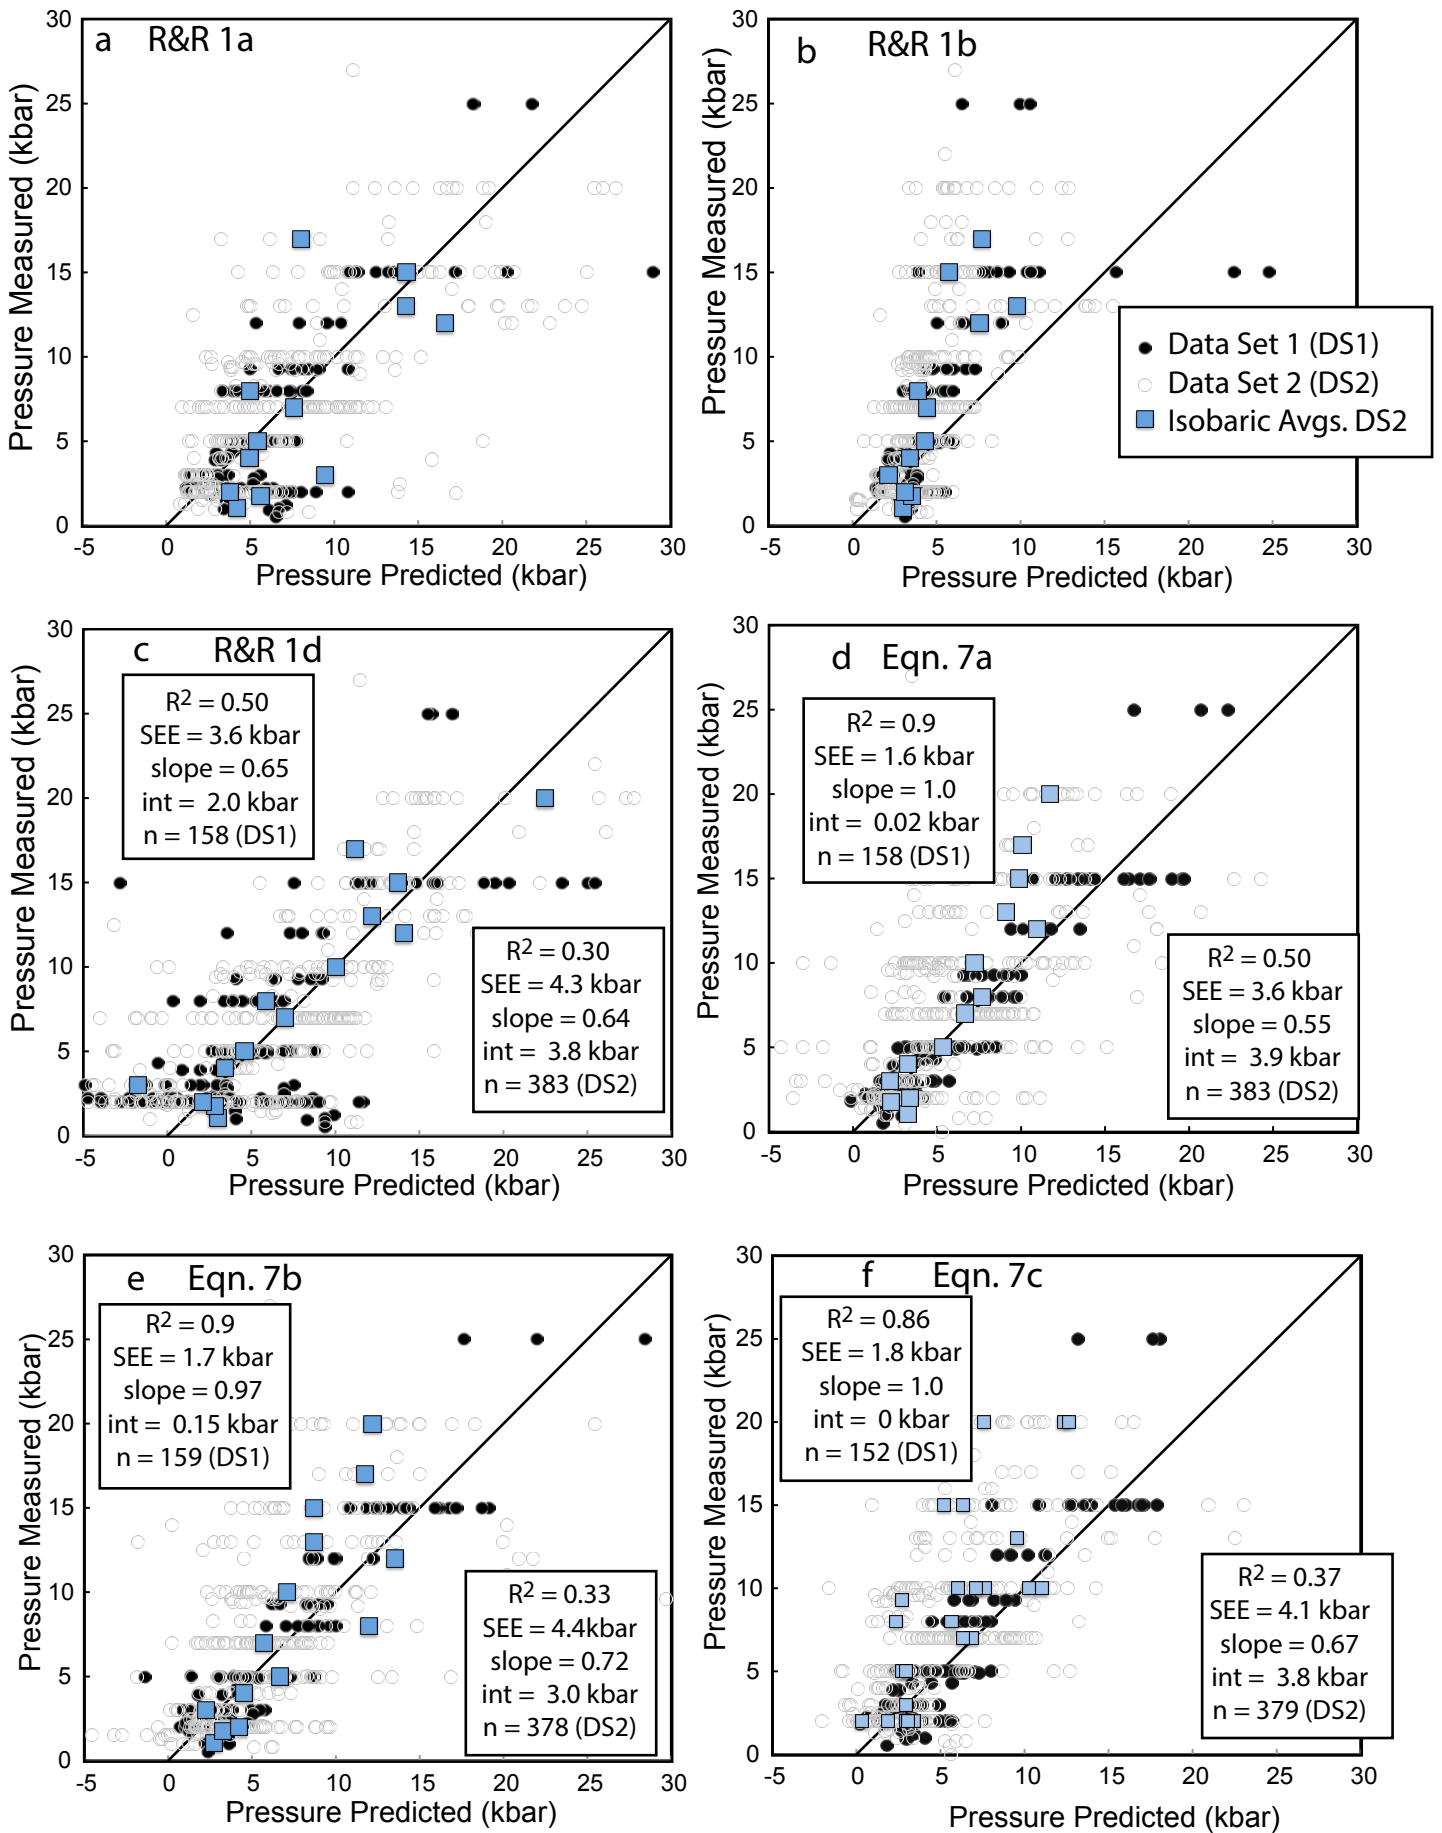 a R&R 1a
Pressure Measured (kbar)
30
25
20
15
10
5
0
-5 0 5 10 15 20 25 30
Pressure Predicted (kbar)
b R&R 1b
Pressure Measured (kbar)
30
25
20
15
10
5
0
-5 0 5 10 15 20 25 30
Pressure Predicted (kbar)
Data Set 1 (DS1)
Data Set 2 (DS2)
Isobaric Avgs. DS2
c R&R 1d
Pressure Measured (kbar)
30
25
20
15
10
5
0
R2 = 0.50
SEE = 3.6 kbar
slope = 0.65
int = 2.0 kbar
n = 158 (DS1)
R2 = 0.30
SEE = 4.3 kbar
slope = 0.64
int = 3.8 kbar
n = 383 (DS2)
-5 0 5 10 15 20 25 30
Pressure Predicted (kbar)
d Eqn. 7a
Pressure Measured (kbar)
30
25
20
15
10
5
0
R2 = 0.9
SEE = 1.6 kbar
slope = 1.0
int = 0.02 kbar
n = 158 (DS1)
R2 = 0.50
SEE = 3.6 kbar
slope = 0.55
int = 3.9 kbar
n = 383 (DS2)
-5 0 5 10 15 20 25 30
Pressure Predicted (kbar)
e Eqn. 7b
Pressure Measured (kbar)
30
25
20
15
10
5
0
R2 = 0.9
SEE = 1.7 kbar
slope = 0.97
int = 0.15 kbar
n = 159 (DS1)
R2 = 0.33
SEE = 4.4kbar
slope = 0.72
int = 3.0 kbar
n = 378 (DS2)
-5 0 5 10 15 20 25 30
Pressure Predicted (kbar)
f Eqn. 7c
Pressure Measured (kbar)
30
25
20
15
10
5
0
R2 = 0.86
SEE = 1.8 kbar
slope = 1.0
int = 0 kbar
n = 152 (DS1)
R2 = 0.37
SEE = 4.1 kbar
slope = 0.67
int = 3.8 kbar
n = 379 (DS2)
-5 0 5 10 15 20 25 30
Pressure Predicted (kbar)